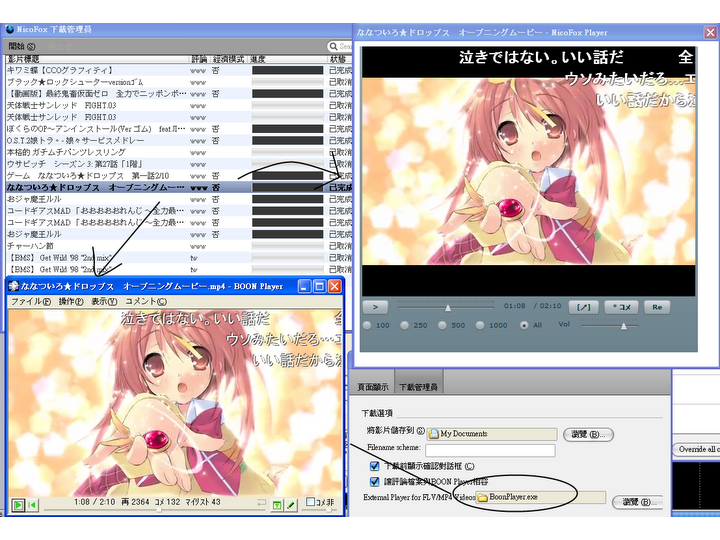 NicoFox 下載管理員
開始(S)
影片標題 評論 經濟模式 進度 狀態
キワミ蝶【CCOグラフィティ】 www 否 已完成
ブラック★ロックシューターversionｺﾞﾑ www 已取消
【動画版】最終鬼畜仮面ゼロ 全力でニッポンポ… www 否 已完成
天体戦士サンレッド FIGHT.03 www 已取消
天体戦士サンレッド FIGHT.03 www 已取消
ぼくらのOP～アンインストール(Ver ゴム) www 否 已完成
O.S.T.2娘トラ・・娘々サービスメドレー www 否 已完成
本格的 ガチムチパンツレスリング www 已取消
ウサビッチ シーズン 3: 第27話「1階」 www 已取消
ゲーム ななついろ★ドロップス 第一話2/10 www 否 已完成
ななついろ★ドロップス オープニングムー… www 否 已完成
おジャ魔王ルル www 否 已完成
コードギアスMAD「おおおおおれんじ ～全力最… www 否 已完成
コードギアスMAD「おおおおおれんじ ～全力最… www 否 已完成
おジャ魔王ルル www 否 已完成
チャーハン節 www 已取消
【BMS】 Get Wild '98 "2nd mix" tw 已取消
【BMS】 Get Wild '98 "2nd mix" tw 已取消
ななついろ★ドロップス オープニングムービー - NicoFox Player
泣きではない。いい話だ 全
ウソみたいだろ…エ
いい話だから泣
> 01:08 / 02:10 [↗] * コメ Re
100 250 500 1000 All Vol
ななついろ★ドロップス オープニングムービー.mp4 - BOON Player
ファイル(F) 操作(P) 表示(V) コメント(C)
泣きではない。いい話だ 全
ウソみたいだろ…エ
いい話だから泣
1:08 / 2:10 再 2364 コメ 132 マイリスト 43 コメ非
頁面顯示 下載管理員
下載選項
將影片儲存到(S) My Documents 瀏覽(B)...
Filename scheme:
下載前顯示確認對話框(C)
讓評論檔案與BOON Player相容
External Player for FLV/MP4 Videos BoonPlayer.exe 瀏覽(B)...
Override all c